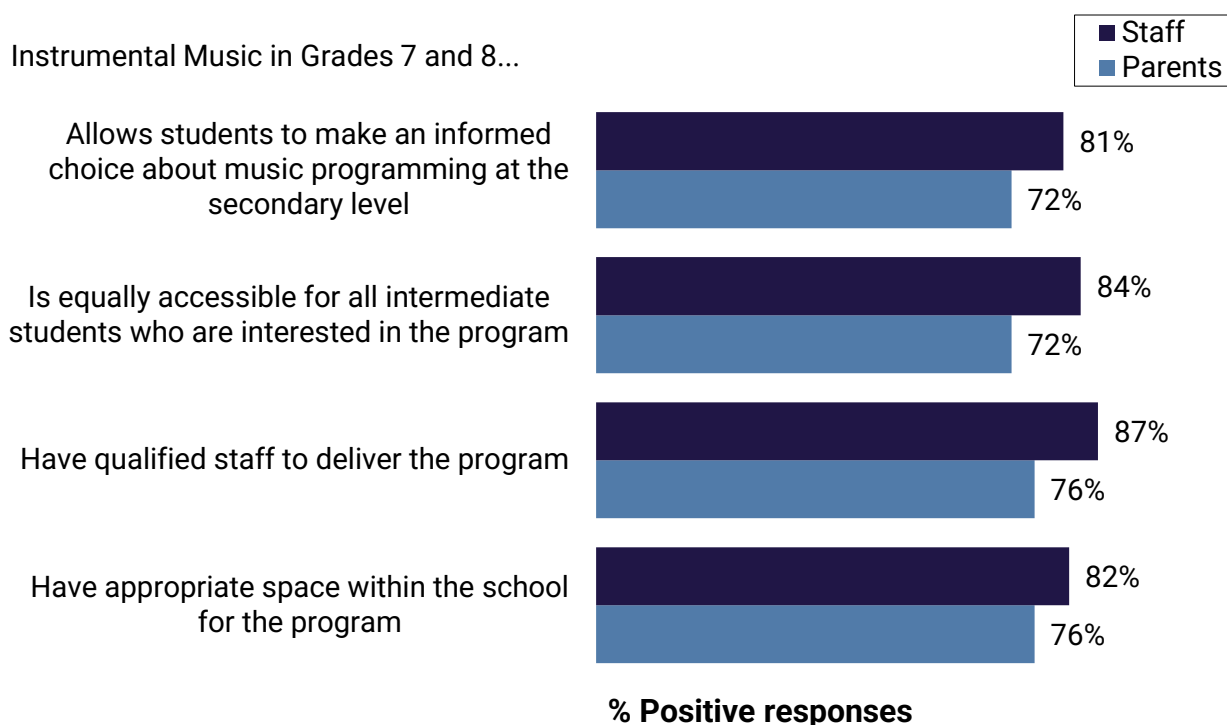 Staff
Parents
Instrumental Music in Grades 7 and 8...
Allows students to make an informed
choice about music programming at the
secondary level
81%
72%
Is equally accessible for all intermediate
students who are interested in the program
84%
72%
Have qualified staff to deliver the program
87%
76%
Have appropriate space within the school
for the program
82%
76%
% Positive responses